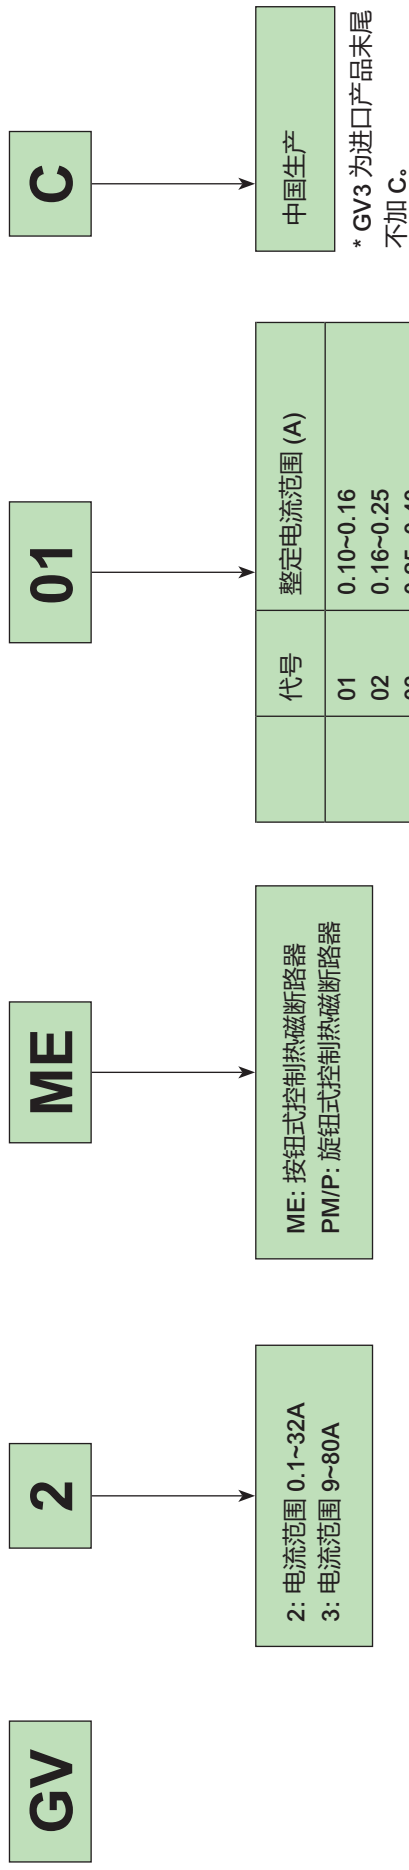 GV
2
ME
01
C
2: 电流范围 0.1~32A
3: 电流范围 9~80A
ME: 按钮式控制热磁断路器
PM/P: 旋钮式控制热磁断路器
代号 整定电流范围 (A)
01 0.10~0.16
02 0.16~0.25
中国生产
* GV3 为进口产品末尾
不加 C。